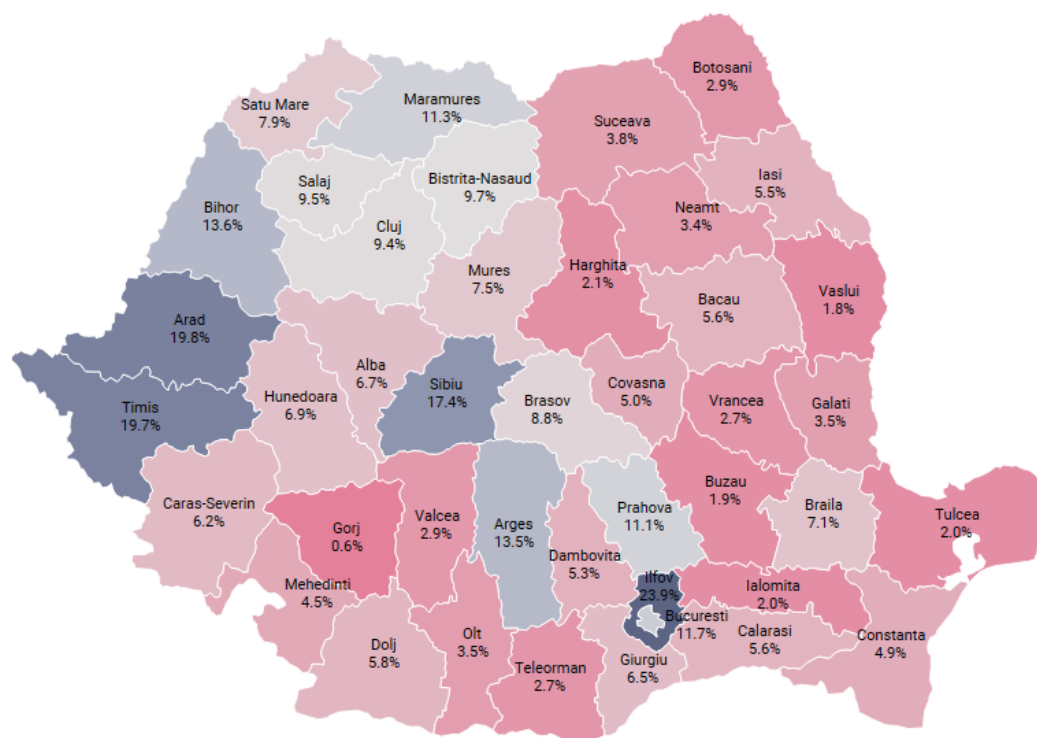 Botosani
2.9%
Satu Mare
7.9%
Maramures
11.3%
Suceava
3.8%
Iasi
5.5%
Salaj
9.5%
Bistrita-Nasaud
9.7%
Bihor
13.6%
Cluj
9.4%
Neamt
3.4%
Mures
7.5%
Harghita
2.1%
Bacau
5.6%
Vaslui
1.8%
Arad
19.8%
Alba
6.7%
Sibiu
17.4%
Hunedoara
6.9%
Brasov
8.8%
Covasna
5.0%
Vrancea
2.7%
Galati
3.5%
Timis
19.7%
Caras-Severin
6.2%
Gorj
0.6%
Valcea
2.9%
Arges
13.5%
Prahova
11.1%
Buzau
1.9%
Braila
7.1%
Tulcea
2.0%
Dambovita
5.3%
Mehedinti
4.5%
Ilfov
23.9%
Ialomita
2.0%
Bucuresti
11.7%
Calarasi
5.6%
Constanta
4.9%
Dolj
5.8%
Olt
3.5%
Teleorman
2.7%
Giurgiu
6.5%